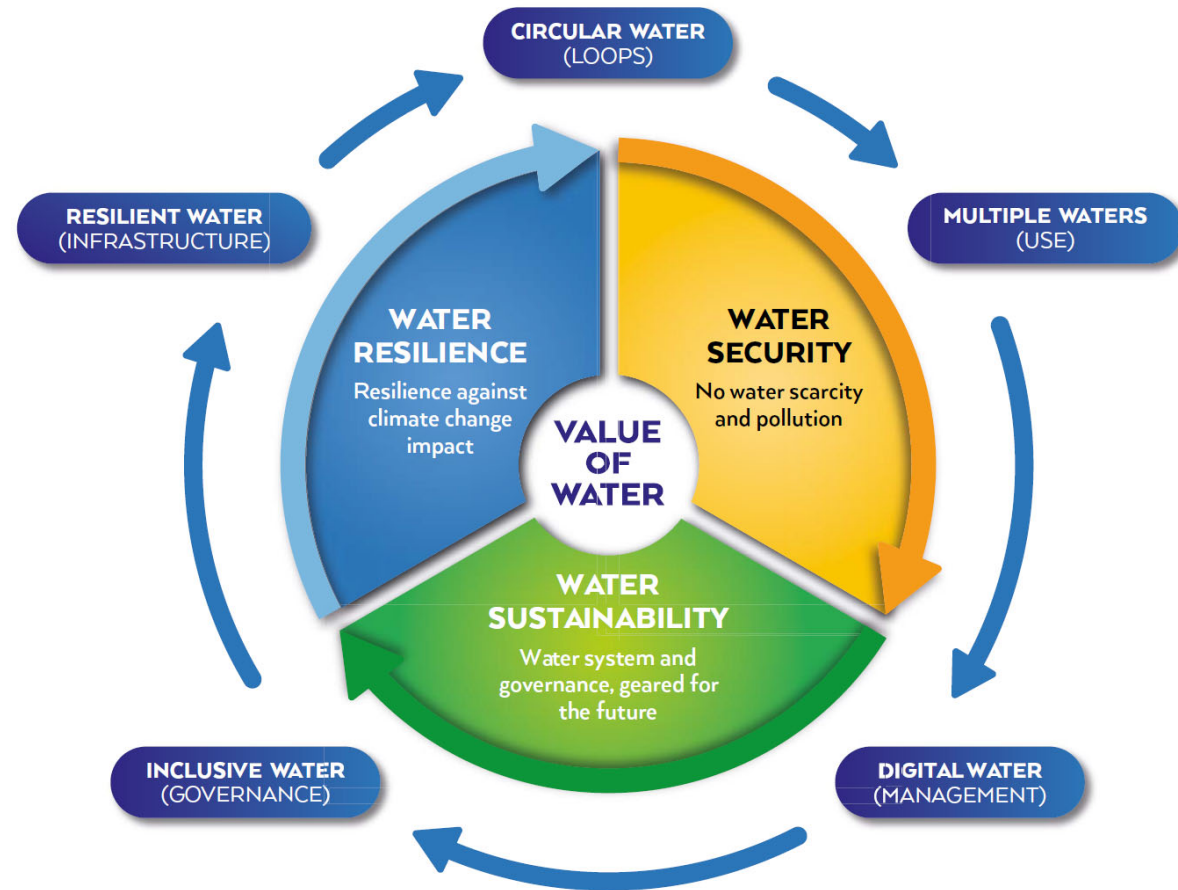 CIRCULAR WATER
(LOOPS)
RESILIENT WATER
(INFRASTRUCTURE)
MULTIPLE WATERS
(USE)
WATER
RESILIENCE
Resilience against
climate change
impact
WATER
SECURITY
No water scarcity
and pollution
VALUE
OF
WATER
WATER
SUSTAINABILITY
Water system and
governance, geared for
the future
INCLUSIVE WATER
(GOVERNANCE)
DIGITAL WATER
(MANAGEMENT)